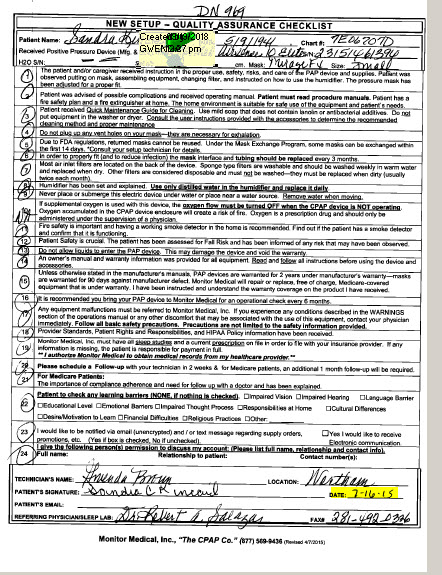 DN 969
NEW SETUP – QUALITY ASSURANCE CHECKLIST
Patient Name: Sandra Created 5/19/1941 Chart #:
Received Positive Pressure Device (Mfg. &
H2O S/N: Mask: Size: Small
1 The patient and/or caregiver received instruction in the proper use, safety, risks, and care of the PAP device and supplies. Patient was
observed putting on mask, assembling equipment, changing filter, and instructed on how to use the humidifier. The pressure mask has
been adjusted for a proper fit
2 Patient was advised of possible complications and received operating manual. Patient must read procedure manuals. Patient has a
fire safety plan and a fire extinguisher at home. The home environment is suitable for safe use of the equipment and patient's needs.
3 Patient received Quick Maintenance Guide for Cleaning. Use mild soap that does not contain lanolin or antibacterial additives. Do not
put equipment in the washer or dryer. Consult the user instructions provided with the accessories to determine the recommended
cleaning method and proper maintenance
4 Do not plug any vent holes on your mask—they are necessary for exhalation.
5 Due to FDA regulations, returned masks cannot be reused. Under the Mask Exchange Program, some masks can be exchanged within
the first 14 days. *Consult your setup technician for details.
6 In order to properly fit (and to reduce infection) the mask interface and tubing should be replaced every 3 months.
7 Most air inlet filters are located on the back of the device. Sponge type filters are washable and should be washed weekly in warm water
and replaced when dry. Other filters are considered disposable and must not be washed—they must be replaced when dirty (usually
twice each month).
8 Humidifier has been set and explained. Use only distilled water in the humidifier and replace it daily.
9 Never place or submerge this electric device under water or place near a water source. Remove water when moving.
If supplemental oxygen is used with this device, the oxygen flow must be turned OFF when the CPAP device is NOT operating.
Oxygen accumulated in the CPAP device enclosure will create a risk of fire. Oxygen is a prescription drug and should only be
administered under the supervision of a physician.
11 Fire safety is important and having a working smoke detector in the home is recommended. Find out if the patient has a smoke detector
and confirm that it is functioning.
12 Patient Safety is crucial. The patient has been assessed for Fall Risk and has been informed of any risk that may have been observed.
13 Do not allow liquids to enter the PAP device. This may damage the device and void the warranty.
14 An owner's manual and warranty information was provided for all equipment. Read and follow all instructions before using the device and
accessories.
15 Unless otherwise stated in the manufacturer's manuals, PAP devices are warranted for 2 years under manufacturer's warranty—masks
are warranted for 90 days against manufacturer defect. Monitor Medical will repair or replace, free of charge, Medicare-covered
equipment that is under warranty. I have been instructed and understand the warranty coverage on the product I have received.
16 It is recommended you bring your PAP device to Monitor Medical for an operational check every 6 months.
17 Any equipment malfunctions must be referred to Monitor Medical, Inc. If you experience any conditions described in the WARNINGS
section of the operations manual or any other discomfort that may be associated with the use of this equipment, contact your physician
immediately. Follow all basic safety precautions. Precautions are not limited to the safety information provided.
18 Provider Standards, Patient Rights and Responsibilities, and HIPAA Policy information have been received.
19 Monitor Medical, Inc. must have all sleep studies and a current prescription on file in order to file with your insurance provider. If any
information is missing, the patient is responsible for payment in full.
** I authorize Monitor Medical to obtain medical records from my healthcare provider.**
20 Please schedule a Follow-up with your technician in 2 weeks & for Medicare patients, an additional 1 month follow-up will be required.
21 For Medicare Patients:
The importance of compliance adherence and need for follow up with a doctor and has been explained.
22 Patient to check any learning barriers (NONE, if nothing is checked). Impaired Vision Impaired Hearing Language Barrier
Educational Level Emotional Barriers Impaired Thought Process Responsibilities at Home Cultural Differences
Desire/Motivation to Learn Financial Difficulties Religious Practices Other:
23 I would like to be notified via email (unencrypted) and / or text message regarding supply orders, Yes I would like to receive
promotions, etc. (Yes if box is checked, No if unchecked). Electronic communication.
24 I give the following person(s) permission to discuss my account: (Please list full name, relationship and contact info).
Full name: Relationship to patient: Contact number(s):
TECHNICIAN'S NAME: LOCATION:
PATIENT'S SIGNATURE: Sandra C Kincaid DATE: 7-16-15
PATIENT'S EMAIL:
REFERRING PHYSICIAN/SLEEP LAB: Dr. Robert A. Salazar FAX# 281-492-0326
Monitor Medical, Inc., "The CPAP Co." (877) 569-9436 (Revised 4/7/2015)